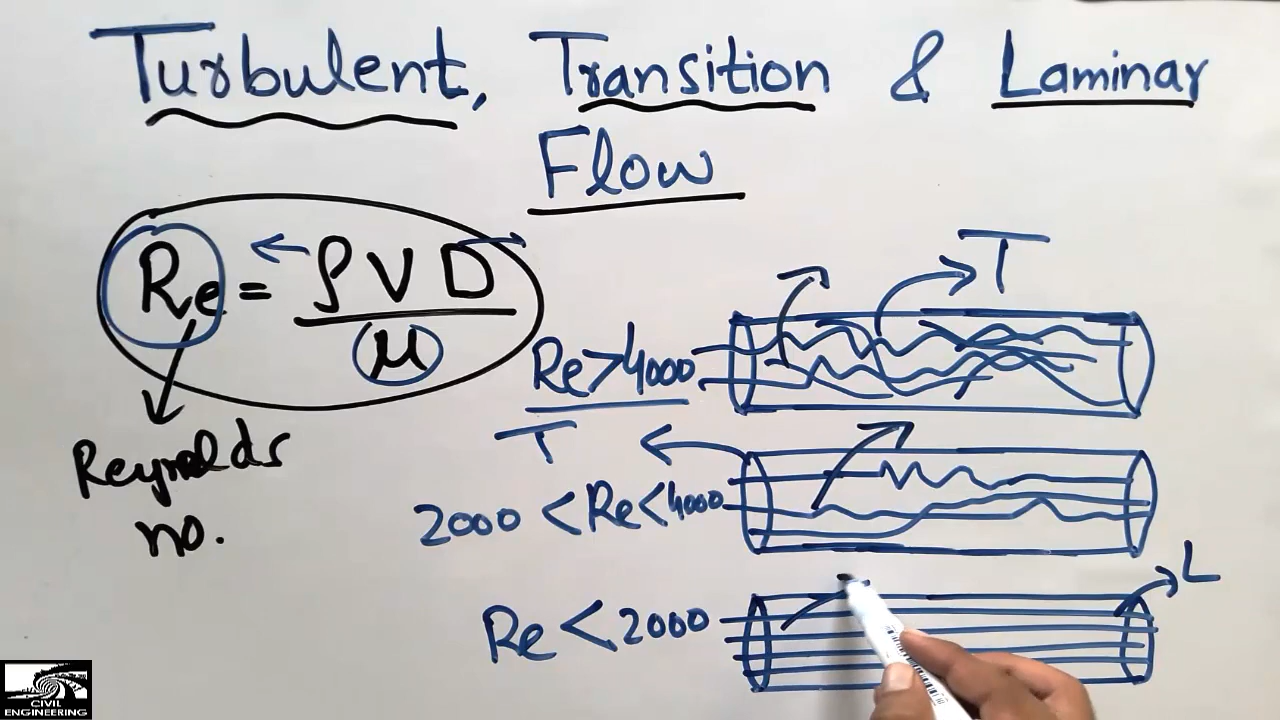 Turbulent, Transition & Laminar
Flow
Re = ρVD
μ
Reynolds
no.
T
Re>4000
T
2000 <Re<4000
L
Re <2000
CIVIL
ENGINEERING